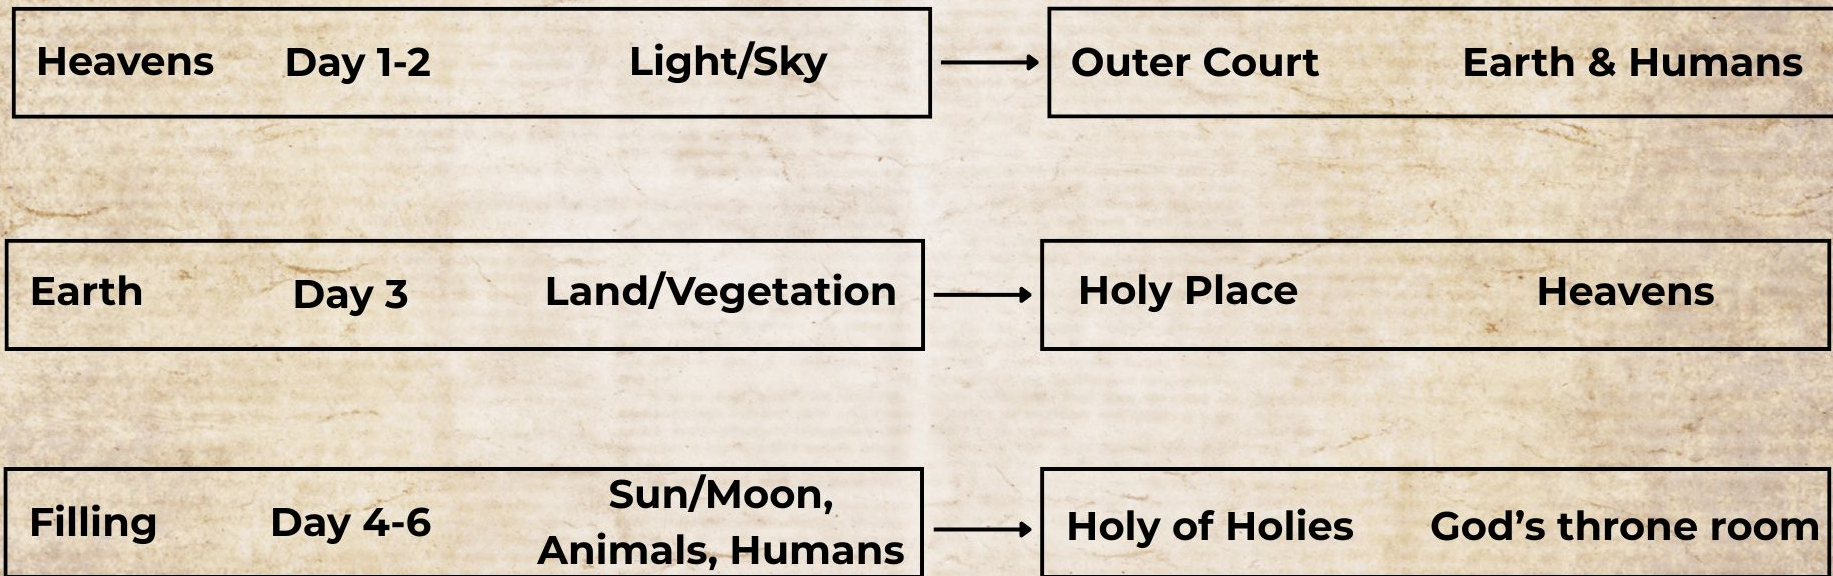 Heavens Day 1-2 Light/Sky Outer Court Earth & Humans
Earth Day 3 Land/Vegetation Holy Place Heavens
Sun/Moon,
Filling Day 4-6 Holy of Holies God’s throne room
Animals, Humans